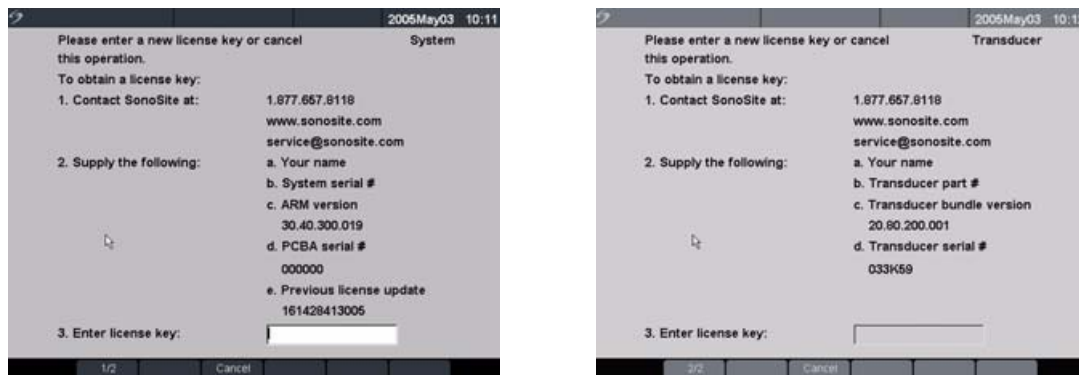 2005May03 10:11
Please enter a new license key or cancel System
this operation.
To obtain a license key:
1. Contact SonoSite at: 1.877.657.8118
www.sonosite.com
service@sonosite.com
2. Supply the following: a. Your name
b. System serial #
c. ARM version
30.40.300.019
d. PCBA serial #
000000
e. Previous license update
161428413005
3. Enter license key:
1/2 Cancel
2005May03
Please enter a new license key or cancel Transducer
this operation.
To obtain a license key:
1. Contact SonoSite at: 1.877.657.8118
www.sonosite.com
service@sonosite.com
2. Supply the following: a. Your name
b. Transducer part #
c. Transducer bundle version
20.80.200.001
d. Transducer serial #
033K59
3. Enter license key:
2/2 Cancel